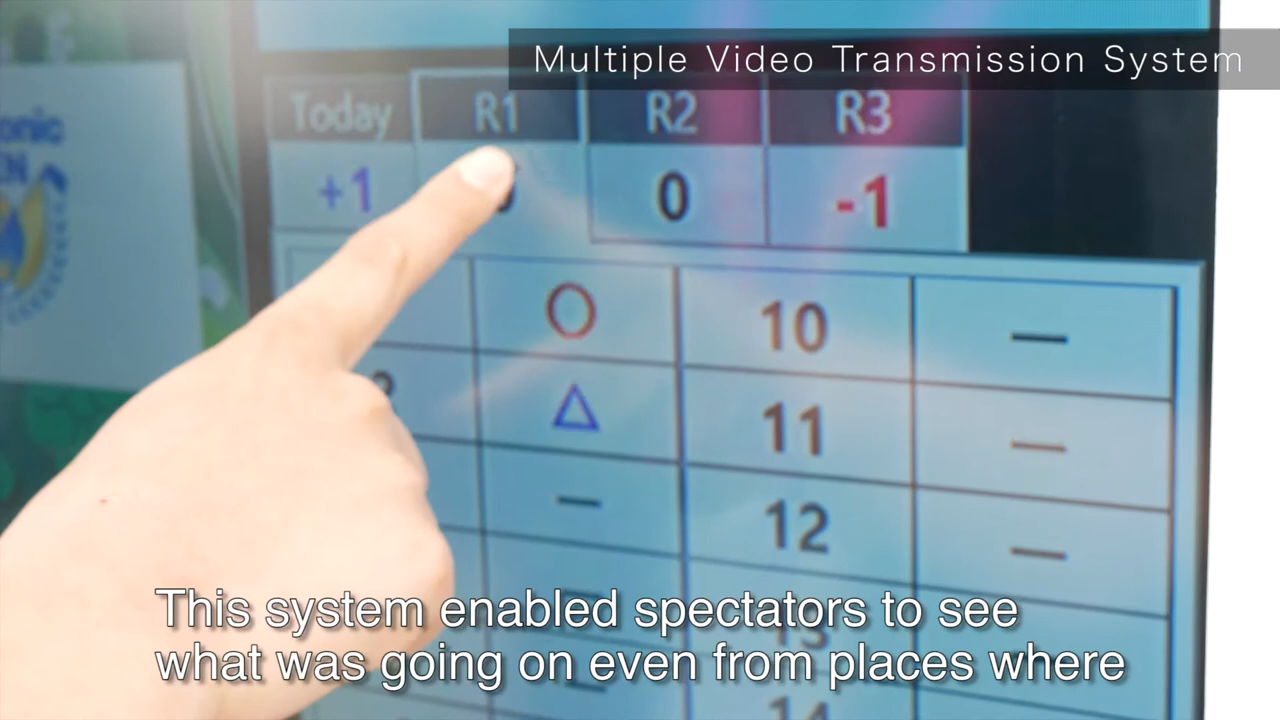 Multiple Video Transmission System
Today R1 R2 R3
+1 0 -1
10 —
11 —
— 12 —
This system enabled spectators to see
what was going on even from places where